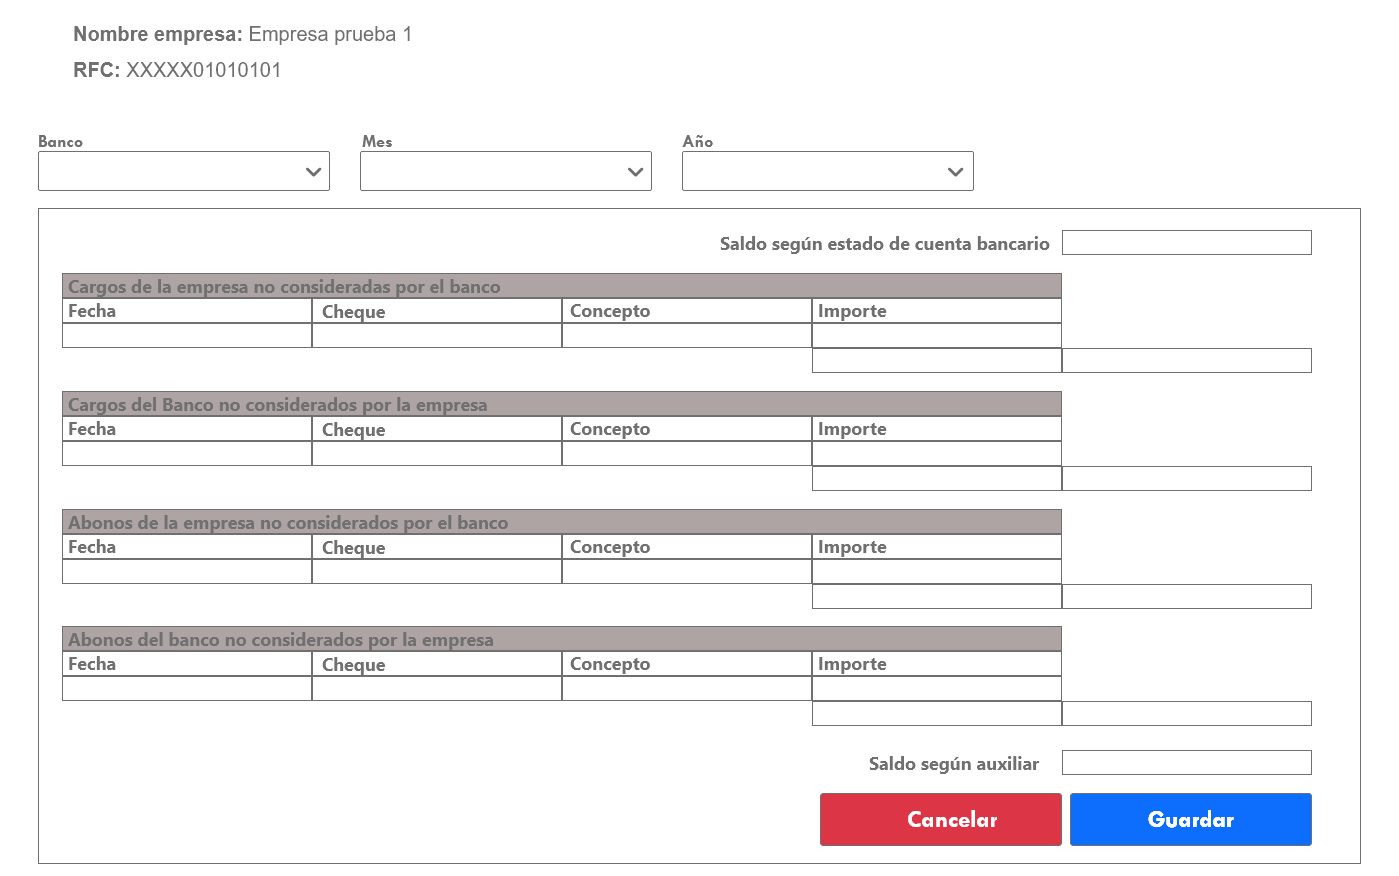 Nombre empresa: Empresa prueba 1
RFC: XXXXX01010101
Banco Mes Año
Saldo según estado de cuenta bancario
Cargos de la empresa no consideradas por el banco
Fecha Cheque Concepto Importe
Cargos del Banco no considerados por la empresa
Fecha Cheque Concepto Importe
Abonos de la empresa no considerados por el banco
Fecha Cheque Concepto Importe
Abonos del banco no considerados por la empresa
Fecha Cheque Concepto Importe
Saldo según auxiliar
Cancelar Guardar